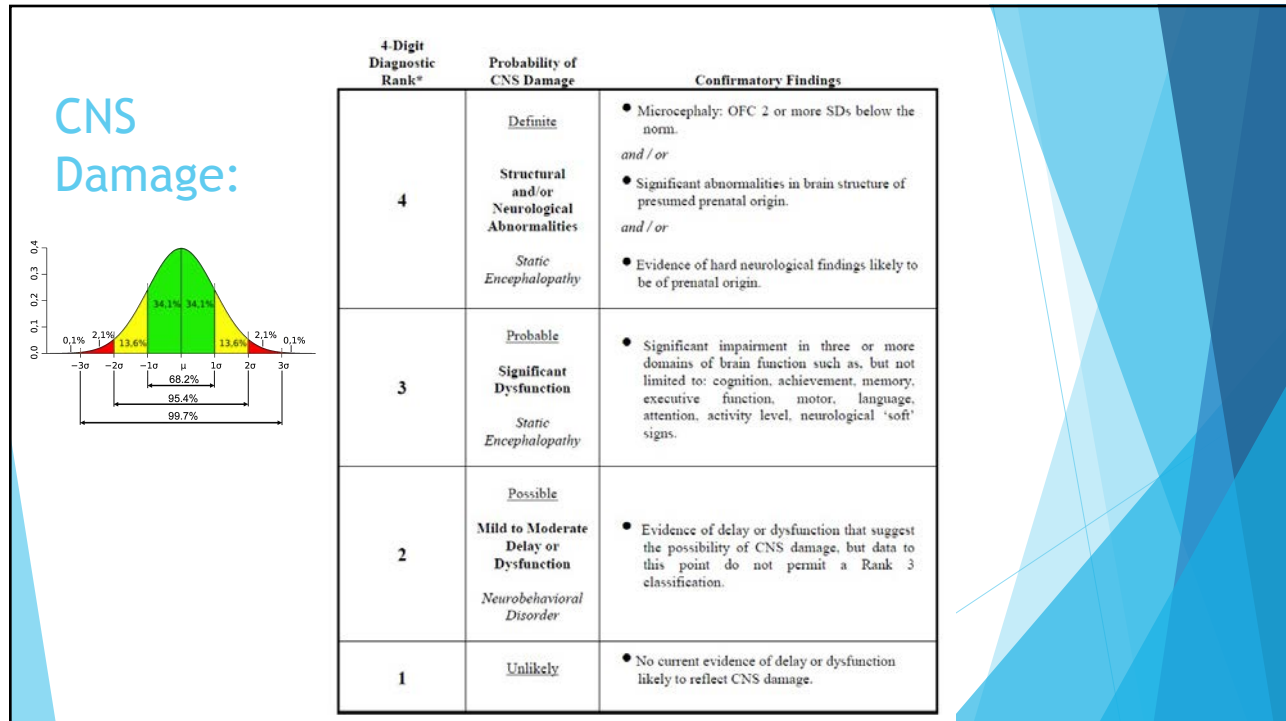 CNS
Damage:
0,4
0,3
0,2
0,1
0,0
34,1% 34,1%
0,1% 2,1% 13,6% 13,6% 2,1% 0,1%
−3σ −2σ −1σ μ 1σ 2σ 3σ
68.2%
95.4%
99.7%
4-Digit
Diagnostic
Rank*
Probability of
CNS Damage
Confirmatory Findings
4
Definite
Structural
and/or
Neurological
Abnormalities
Static
Encephalopathy
● Microcephaly: OFC 2 or more SDs below the
norm.
and / or
● Significant abnormalities in brain structure of
presumed prenatal origin.
and / or
● Evidence of hard neurological findings likely to
be of prenatal origin.
3
Probable
Significant
Dysfunction
Static
Encephalopathy
● Significant impairment in three or more
domains of brain function such as, but not
limited to: cognition, achievement, memory,
executive function, motor, language,
attention, activity level, neurological ‘soft’
signs.
2
Possible
Mild to Moderate
Delay or
Dysfunction
Neurobehavioral
Disorder
● Evidence of delay or dysfunction that suggest
the possibility of CNS damage, but data to
this point do not permit a Rank 3
classification.
1
Unlikely
● No current evidence of delay or dysfunction
likely to reflect CNS damage.